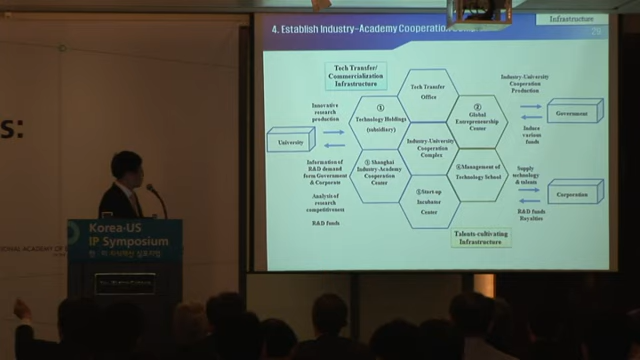 4. Establish Industry-Academy Cooperation
Infrastructure
Tech Transfer/
Commercialization
Infrastructure
Tech Transfer
Office
Industry-University
Cooperation
Production
Innovative
research
production
①
Technology Holdings
(subsidiary)
②
Global
Entrepreneurship
Center
Government
University
Industry-University
Cooperation
Complex
Induce
various
funds
Information of
R&D demand
form Government
& Corporate
Shanghai
Industry-Academy
Cooperation
Center
Management of
Technology School
Supply
technology
& talents
Corporation
Analysis of
research
competitiveness
Start-up
Incubator
Center
R&D funds
Royalties
R&D funds
Talents-cultivating
Infrastructure
s:
Korea-US
IP Symposium